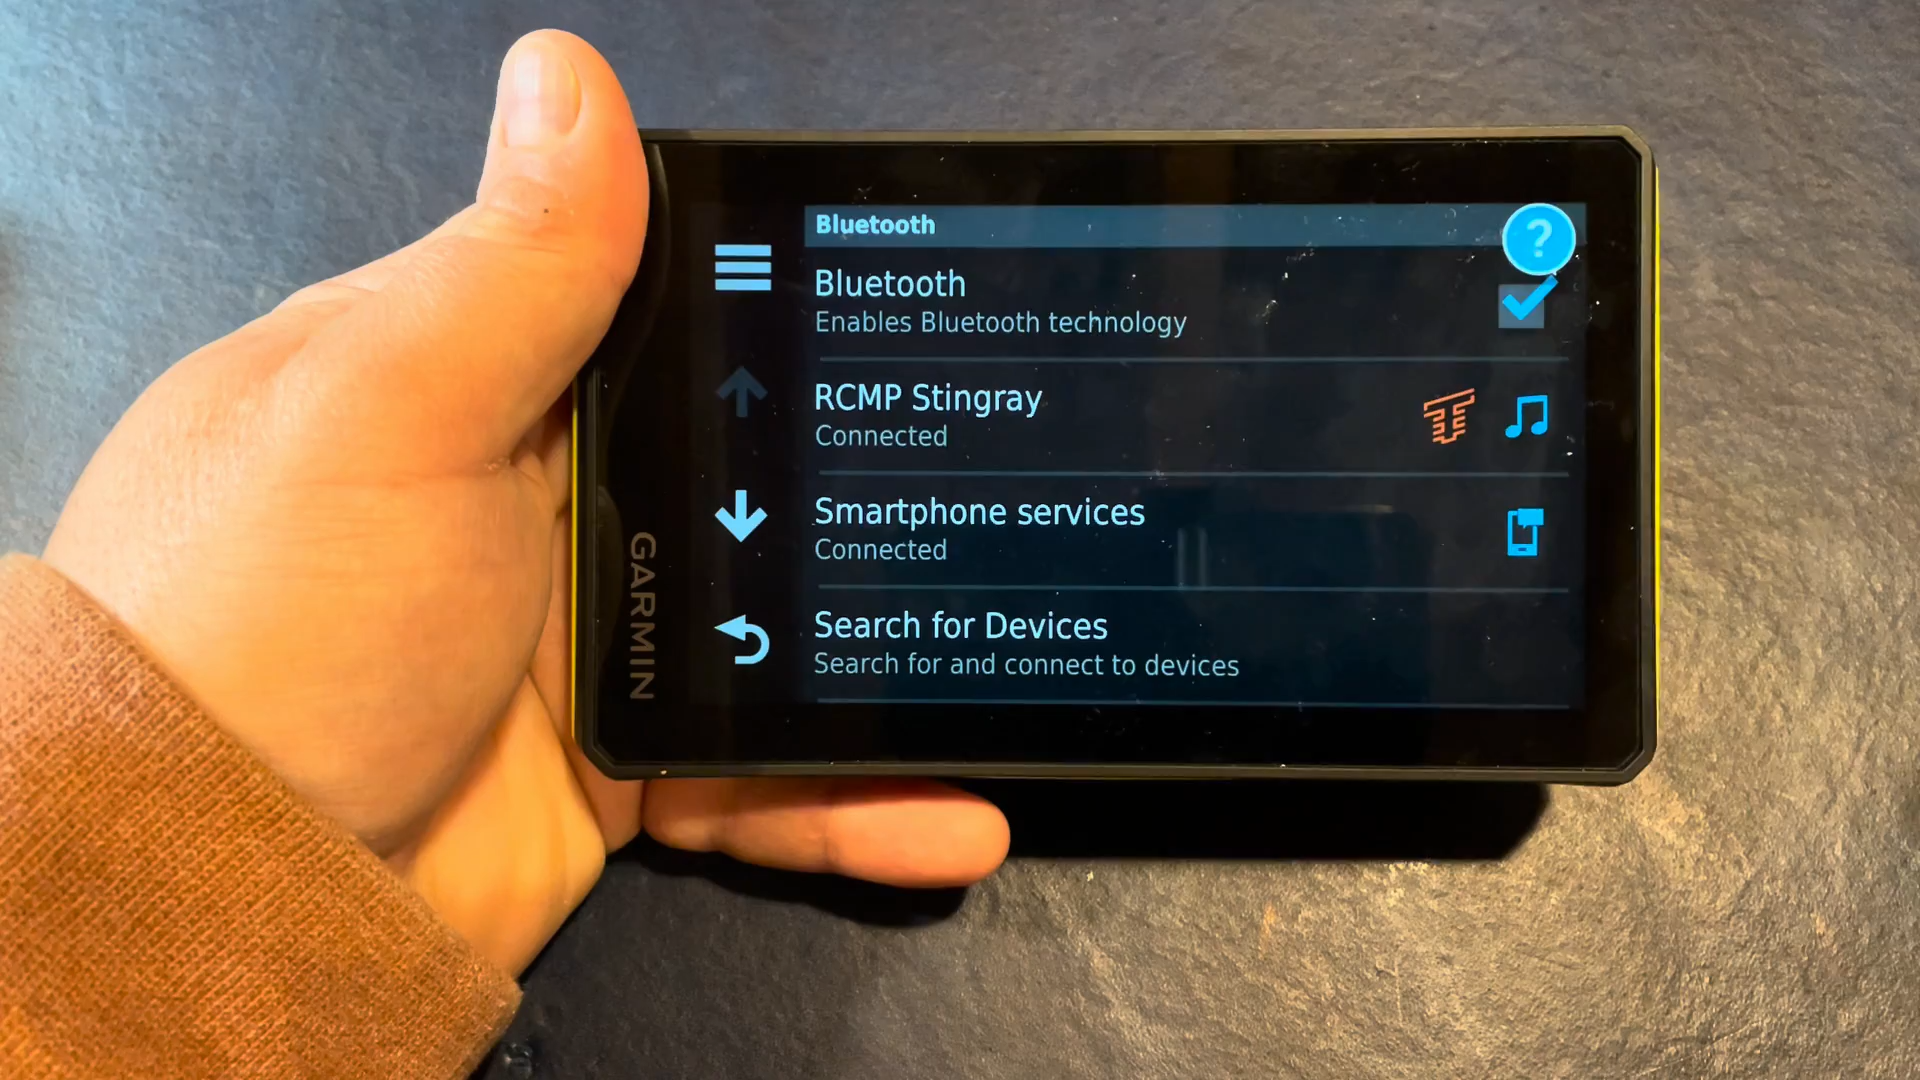 Bluetooth
?
Bluetooth
Enables Bluetooth technology
RCMP Stingray
Connected
Smartphone services
Connected
Search for Devices
Search for and connect to devices
GARMIN